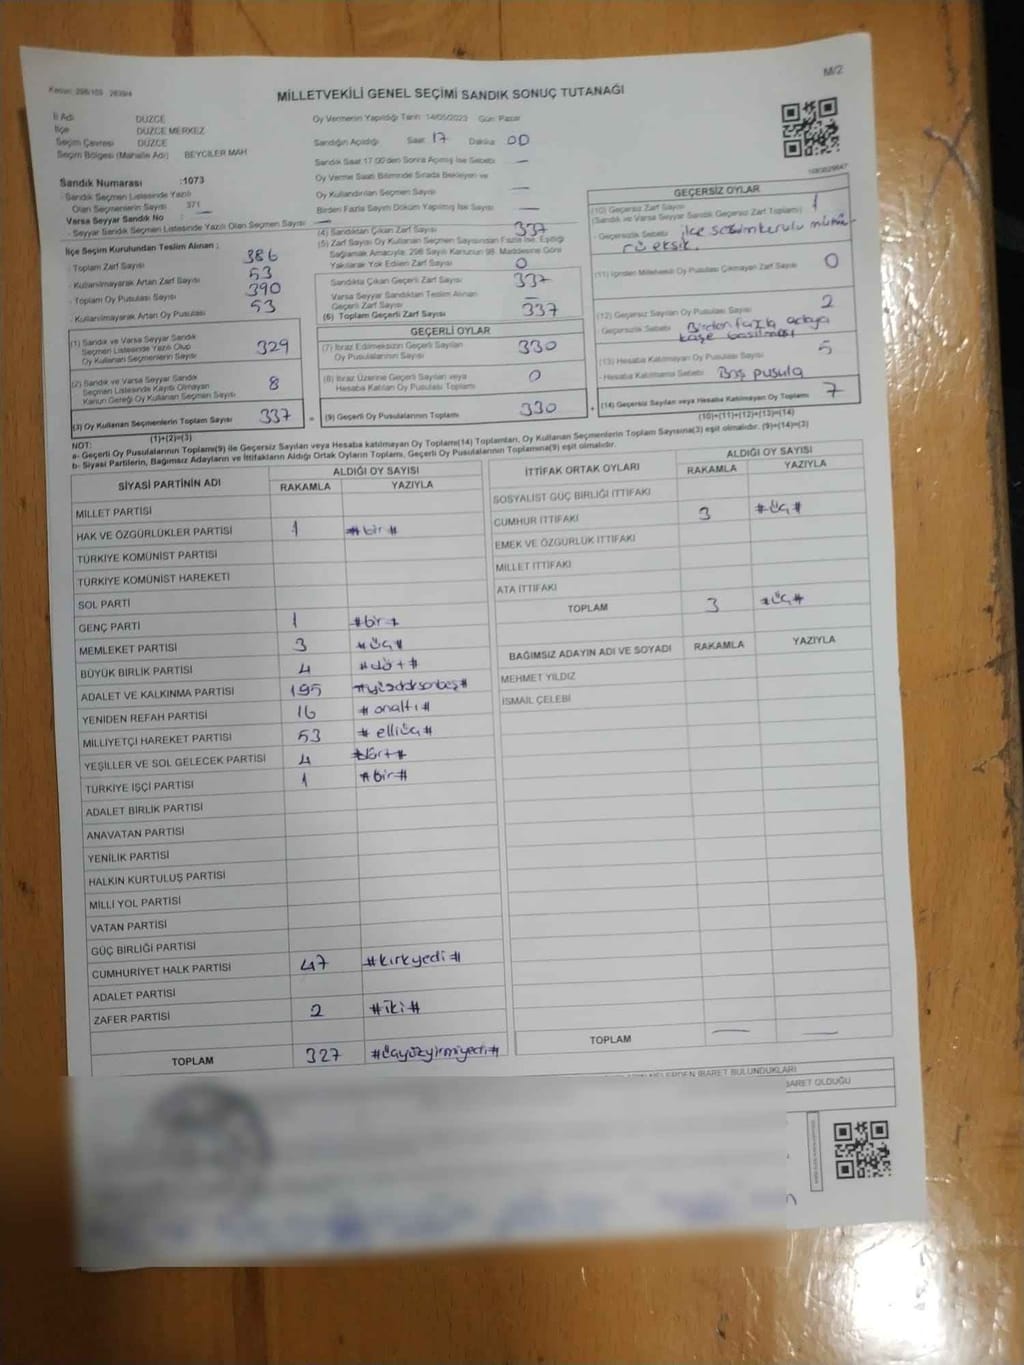 M/2
Kanun: 298/105 2839/4
MİLLETVEKİLİ GENEL SEÇİMİ SANDIK SONUÇ TUTANAĞI
İl Adı DÜZCE
İlçe DÜZCE MERKEZ
Seçim Çevresi DÜZCE
Seçim Bölgesi (Mahalle Adı) BEYCİLER MAH
Sandık Numarası :1073
- Sandık Seçmen Listesinde Yazılı
Olan Seçmenlerin Sayısı 371
Varsa Seyyar Sandık No : —
- Seyyar Sandık Seçmen Listesinde Yazılı Olan Seçmen Sayısı —
İlçe Seçim Kurulundan Teslim Alınan ;
- Toplam Zarf Sayısı 386
- Kullanılmayarak Artan Zarf Sayısı 53
- Toplam Oy Pusulası Sayısı 390
- Kullanılmayarak Artan Oy Pusulası 53
(1) Sandık ve Varsa Seyyar Sandık
Seçmen Listesinde Yazılı Olup
Oy Kullanan Seçmenlerin Sayısı 329
(2) Sandık ve Varsa Seyyar Sandık
Seçmen Listesinde Kayıtlı Olmayan
Kanun Gereği Oy Kullanan Seçmen Sayısı 8
(3) Oy Kullanan Seçmenlerin Toplam Sayısı 337
(1)+(2)=(3)
Oy Vermenin Yapıldığı Tarih: 14/05/2023 Gün: Pazar
Sandığın Açıldığı Saat 17 Dakika 00
Sandık Saat 17:00'den Sonra Açılmış İse Sebebi —
Oy Verme Saati Bitiminde Sırada Bekleyen ve
Oy Kullandırılan Seçmen Sayısı —
Birden Fazla Sayım Döküm Yapılmış İse Sayısı —
(4) Sandıktan Çıkan Zarf Sayısı 337
(5) Zarf Sayısı Oy Kullanan Seçmen Sayısından Fazla İse, Eşitliği
Sağlamak Amacıyla, 298 Sayılı Kanunun 98. Maddesine Göre
Yakılarak Yok Edilen Zarf Sayısı 0
Sandıkta Çıkan Geçerli Zarf Sayısı 337
Varsa Seyyar Sandıktan Teslim Alınan
Geçerli Zarf Sayısı —
(6) Toplam Geçerli Zarf Sayısı 337
GEÇERLİ OYLAR
(7) İtiraz Edilmeksizin Geçerli Sayılan
Oy Pusulalarının Sayısı 330
(8) İtiraz Üzerine Geçerli Sayılan veya
Hesaba Katılan Oy Pusulası Toplamı 0
= (9) Geçerli Oy Pusulalarının Toplamı 330
GEÇERSİZ OYLAR
(10) Geçersiz Zarf Sayısı
(Sandık ve Varsa Seyyar Sandık Geçersiz Zarf Toplamı) 1
- Geçersizlik Sebebi ilçe seçim kurulu mühürü eksik.
(11) İçinden Milletvekili Oy Pusulası Çıkmayan Zarf Sayısı 0
(12) Geçersiz Sayılan Oy Pusulası Sayısı 2
- Geçersizlik Sebebi Birden fazla
kaşe basılması
(13) Hesaba Katılmayan Oy Pusulası Sayısı 5
- Hesaba Katılmama Sebebi Boş pusula
+ (14) Geçersiz Sayılan veya Hesaba Katılmayan Oy Toplamı 7
(10)+(11)+(12)+(13)=(14)
NOT:
a- Geçerli Oy Pusulalarının Toplamı(9) ile Geçersiz Sayılan veya Hesaba katılmayan Oy Toplamı(14) Toplamları, Oy Kullanan Seçmenlerin Toplam Sayısına(3) eşit olmalıdır. (9)+(14)=(3)
b- Siyasi Partilerin, Bağımsız Adayların ve İttifakların Aldığı Ortak Oyların Toplamı, Geçerli Oy Pusulalarının Toplamına(9) eşit olmalıdır.
SİYASİ PARTİNİN ADI
ALDIĞI OY SAYISI
RAKAMLA YAZIYLA
MİLLET PARTİSİ
HAK VE ÖZGÜRLÜKLER PARTİSİ 1 #bir#
TÜRKİYE KOMÜNİST PARTİSİ
TÜRKİYE KOMÜNİST HAREKETİ
SOL PARTİ
GENÇ PARTİ 1 #bir#
MEMLEKET PARTİSİ 3 #üç#
BÜYÜK BİRLİK PARTİSİ 4 #dört#
ADALET VE KALKINMA PARTİSİ 195 #yüzdoksanbeş#
YENİDEN REFAH PARTİSİ 16 #onaltı#
MİLLİYETÇİ HAREKET PARTİSİ 53 #elliüç#
YEŞİLLER VE SOL GELECEK PARTİSİ 4 #dört#
TÜRKİYE İŞÇİ PARTİSİ 1 #bir#
ADALET BİRLİK PARTİSİ
ANAVATAN PARTİSİ
YENİLİK PARTİSİ
HALKIN KURTULUŞ PARTİSİ
MİLLİ YOL PARTİSİ
VATAN PARTİSİ
GÜÇ BİRLİĞİ PARTİSİ
CUMHURİYET HALK PARTİSİ 47 #kırkyedi#
ADALET PARTİSİ
ZAFER PARTİSİ 2 #iki#
TOPLAM 327 #üçyüzyirmiyedi#
İTTİFAK ORTAK OYLARI
ALDIĞI OY SAYISI
RAKAMLA YAZIYLA
SOSYALİST GÜÇ BİRLİĞİ İTTİFAKI
CUMHUR İTTİFAKI 3 #üç#
EMEK VE ÖZGÜRLÜK İTTİFAKI
MİLLET İTTİFAKI
ATA İTTİFAKI
TOPLAM 3 #üç#
BAĞIMSIZ ADAYIN ADI VE SOYADI RAKAMLA YAZIYLA
MEHMET YILDIZ
İSMAİL ÇELEBİ
TOPLAM — —
İBARET BULUNDUKLARI
İBARET OLDUĞU